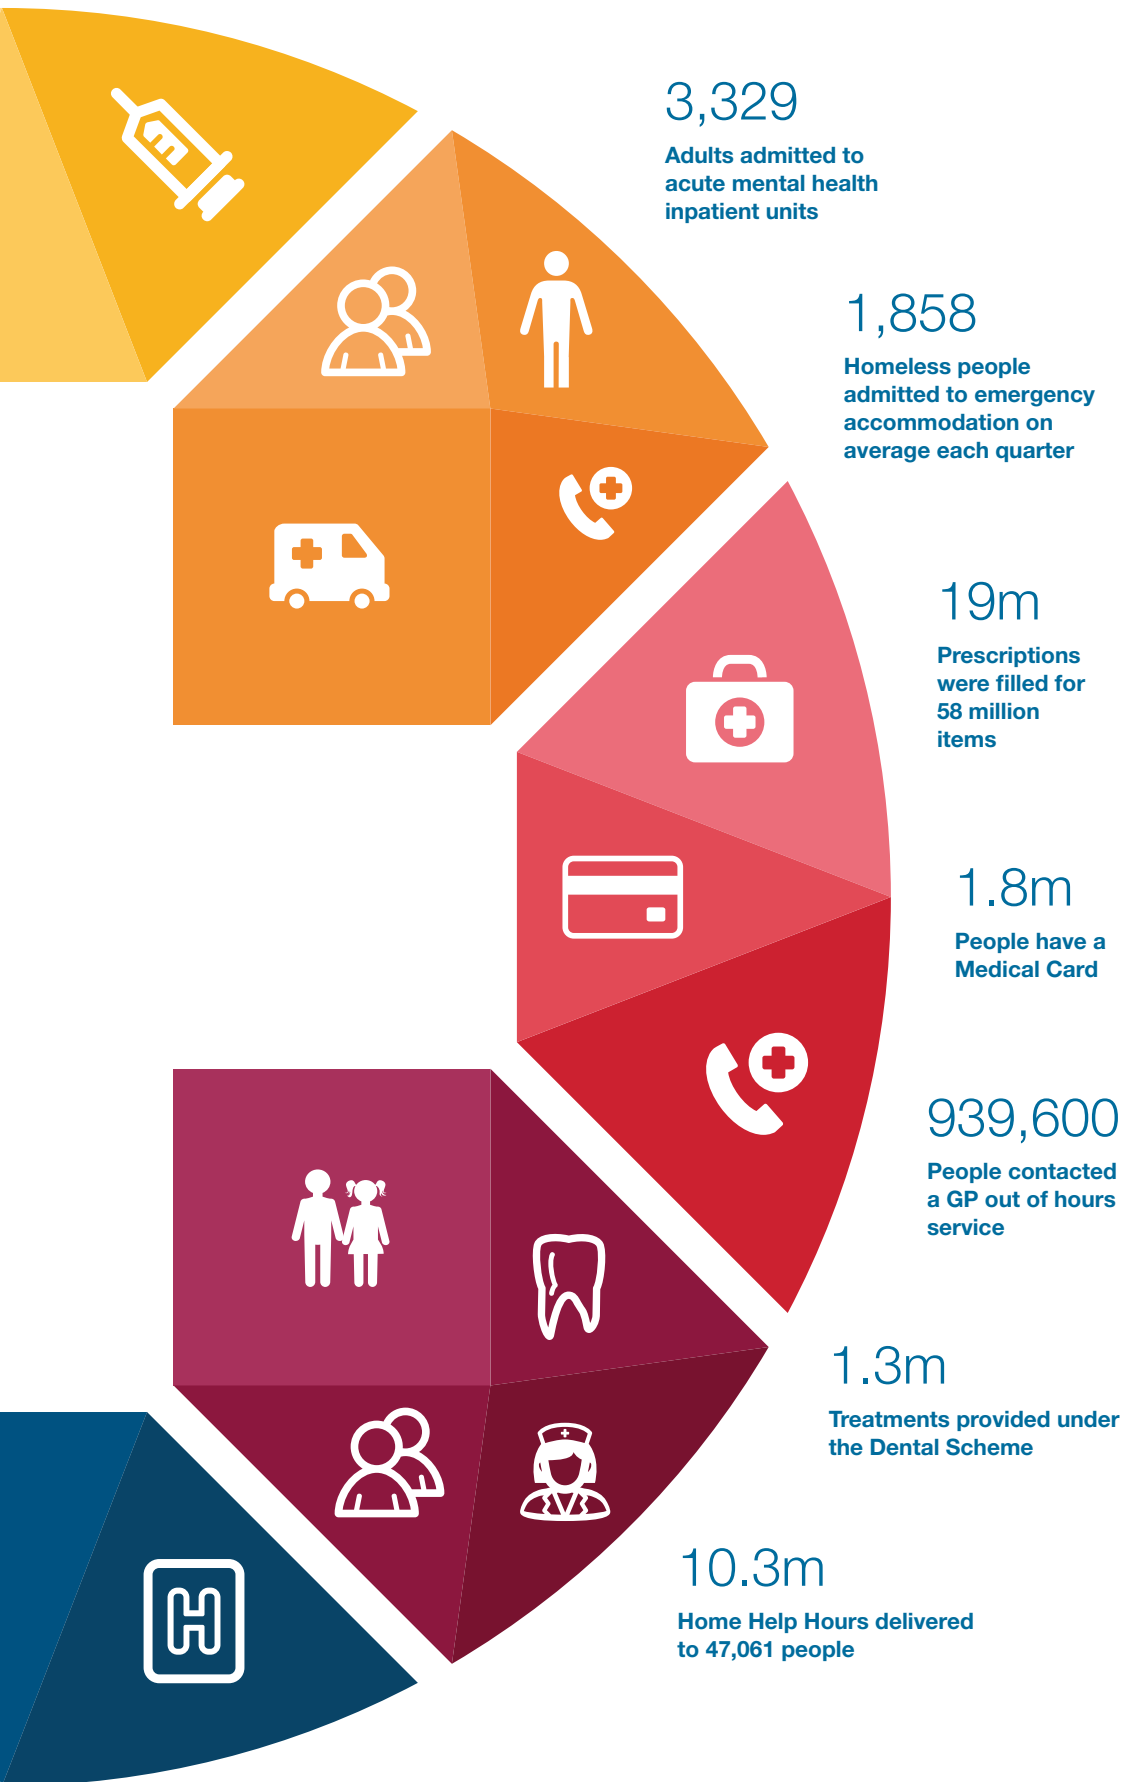 3,329
Adults admitted to
acute mental health
inpatient units
1,858
Homeless people
admitted to emergency
accommodation on
average each quarter
19m
Prescriptions
were filled for
58 million
items
1.8m
People have a
Medical Card
939,600
People contacted
a GP out of hours
service
1.3m
Treatments provided under
the Dental Scheme
10.3m
Home Help Hours delivered
to 47,061 people
H